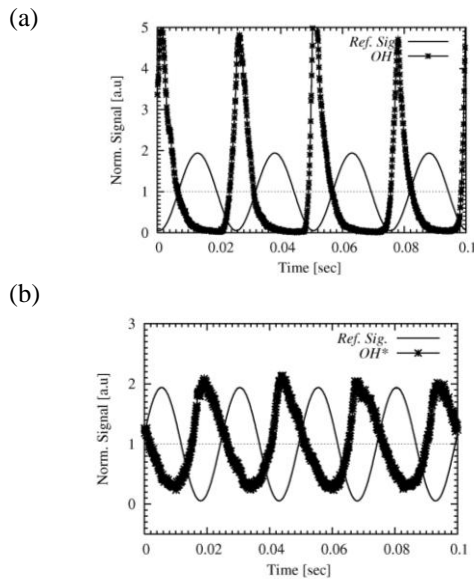 (a)
5
Ref. Sig.
OH
4
3
2
1
0
Norm. Signal [a.u]
0 0.02 0.04 0.06 0.08 0.1
Time [sec]
(b)
3
Ref. Sig.
OH*
2
1
0
Norm. Signal [a.u]
0 0.02 0.04 0.06 0.08 0.1
Time [sec]